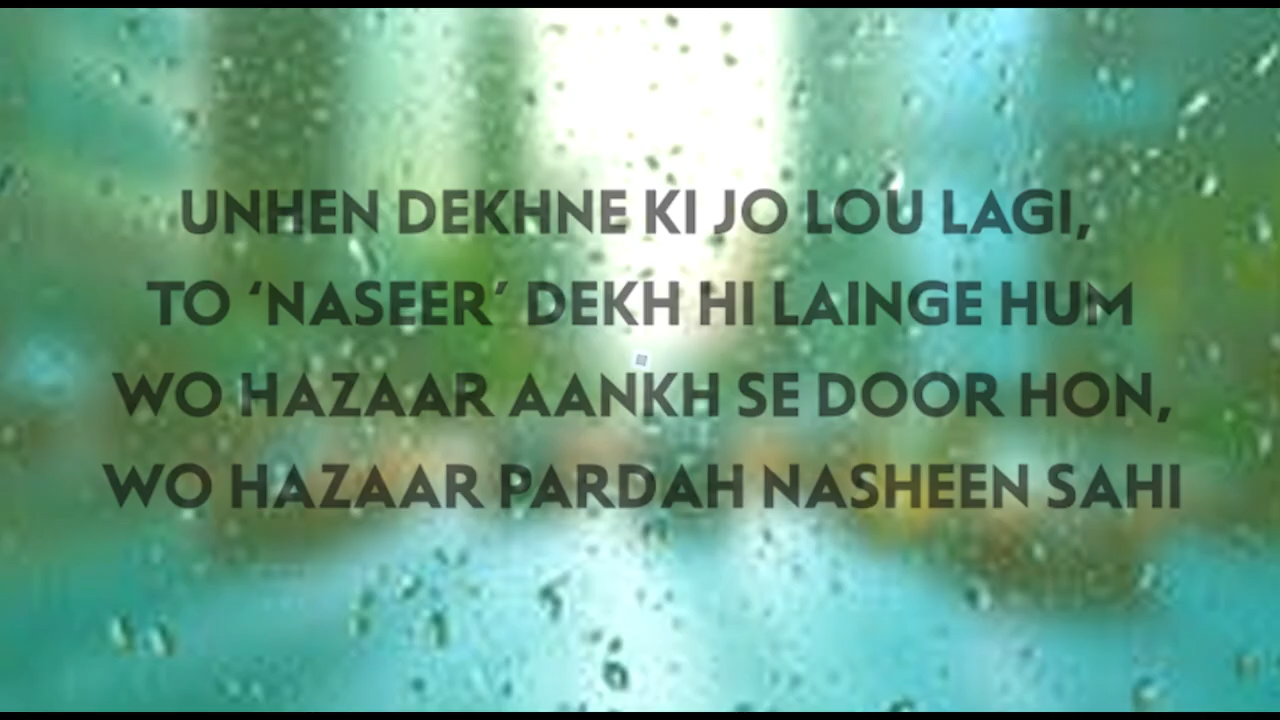 UNHEN DEKHNE KI JO LOU LAGI,
TO ‘NASEER’ DEKH HI LAINGE HUM
WO HAZAAR AANKH SE DOOR HON,
WO HAZAAR PARDAH NASHEEN SAHI